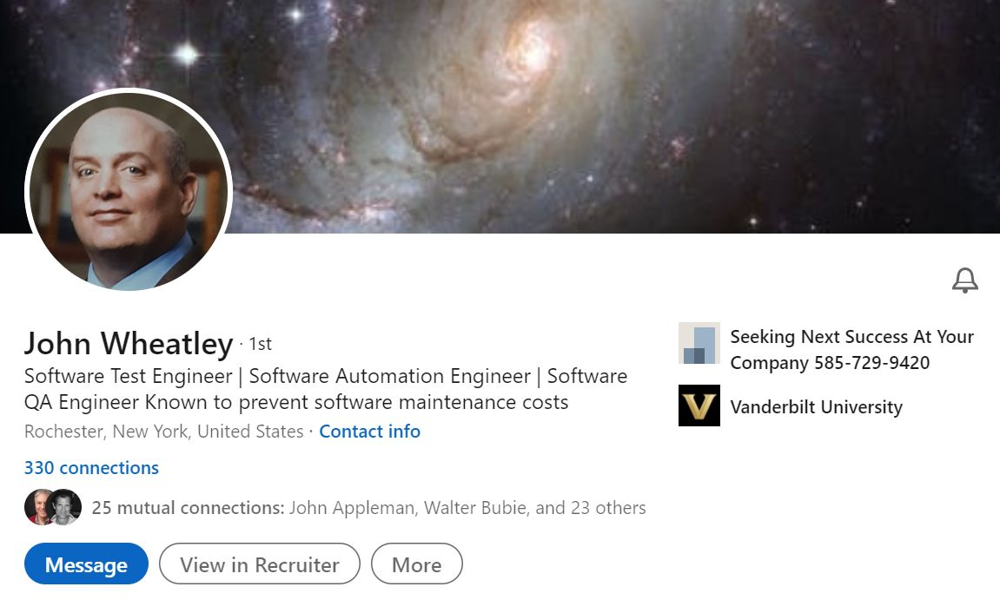 John Wheatley · 1st
Software Test Engineer | Software Automation Engineer | Software
QA Engineer Known to prevent software maintenance costs
Rochester, New York, United States · Contact info
330 connections
25 mutual connections: John Appleman, Walter Bubie, and 23 others
Message
View in Recruiter
More
Seeking Next Success At Your
Company 585-729-9420
V
Vanderbilt University